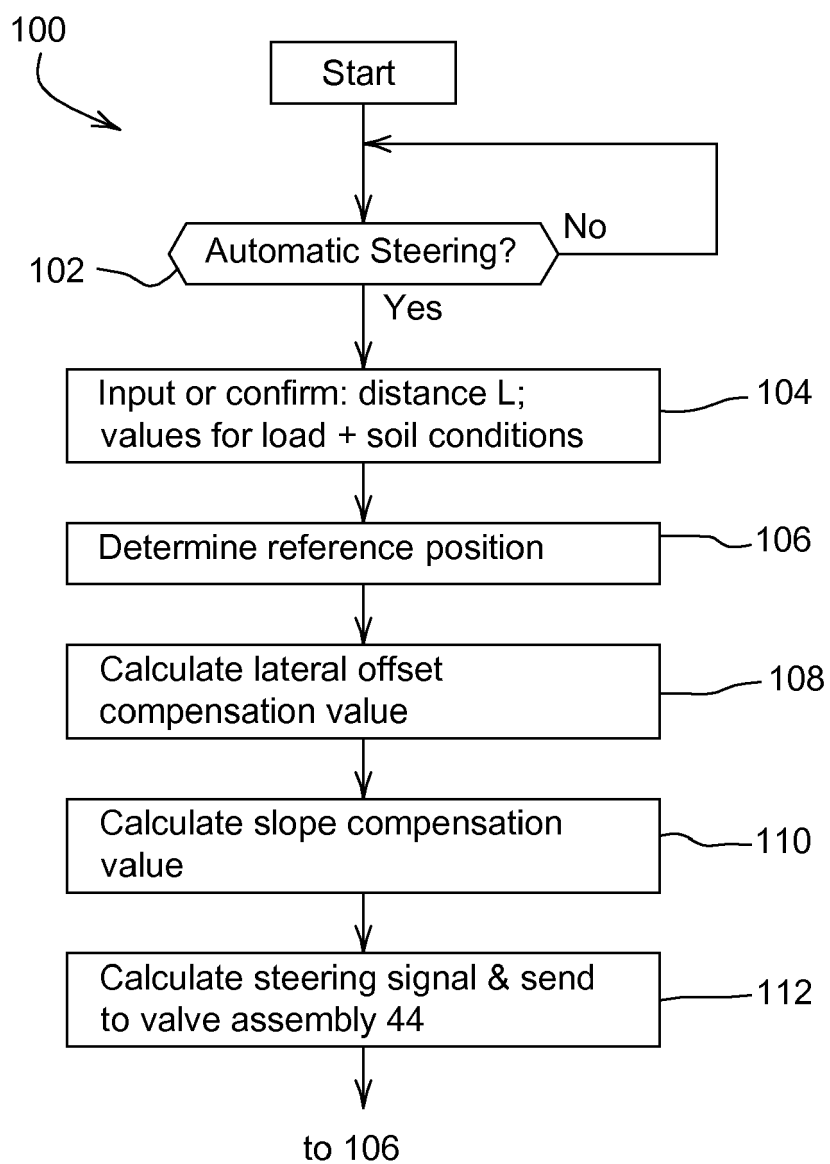 100
Start
No
Automatic Steering?
102
Yes
Input or confirm: distance L;
values for load + soil conditions
104
Determine reference position
106
Calculate lateral offset
compensation value
108
Calculate slope compensation
value
110
Calculate steering signal & send
to valve assembly 44
112
to 106